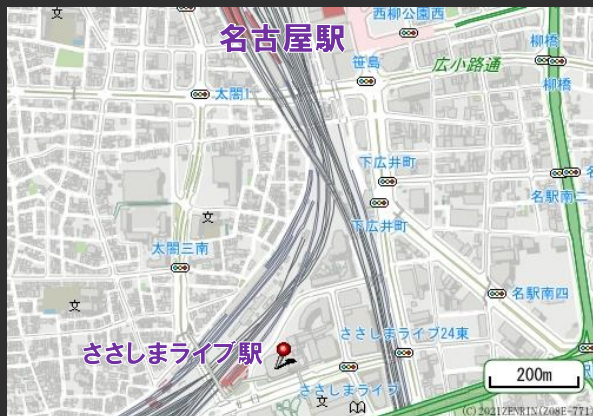 文
西柳公園西
名古屋駅
笹島
広小路通
柳橋
柳橋
太閤1
下広井町
名駅南二
文
下広井町
太閤三南
文
名駅南四
ささしまライブ24東
ささしまライブ駅
ささしまライブ
文
200m
(C)2021ZENRIN(Z08E-771)